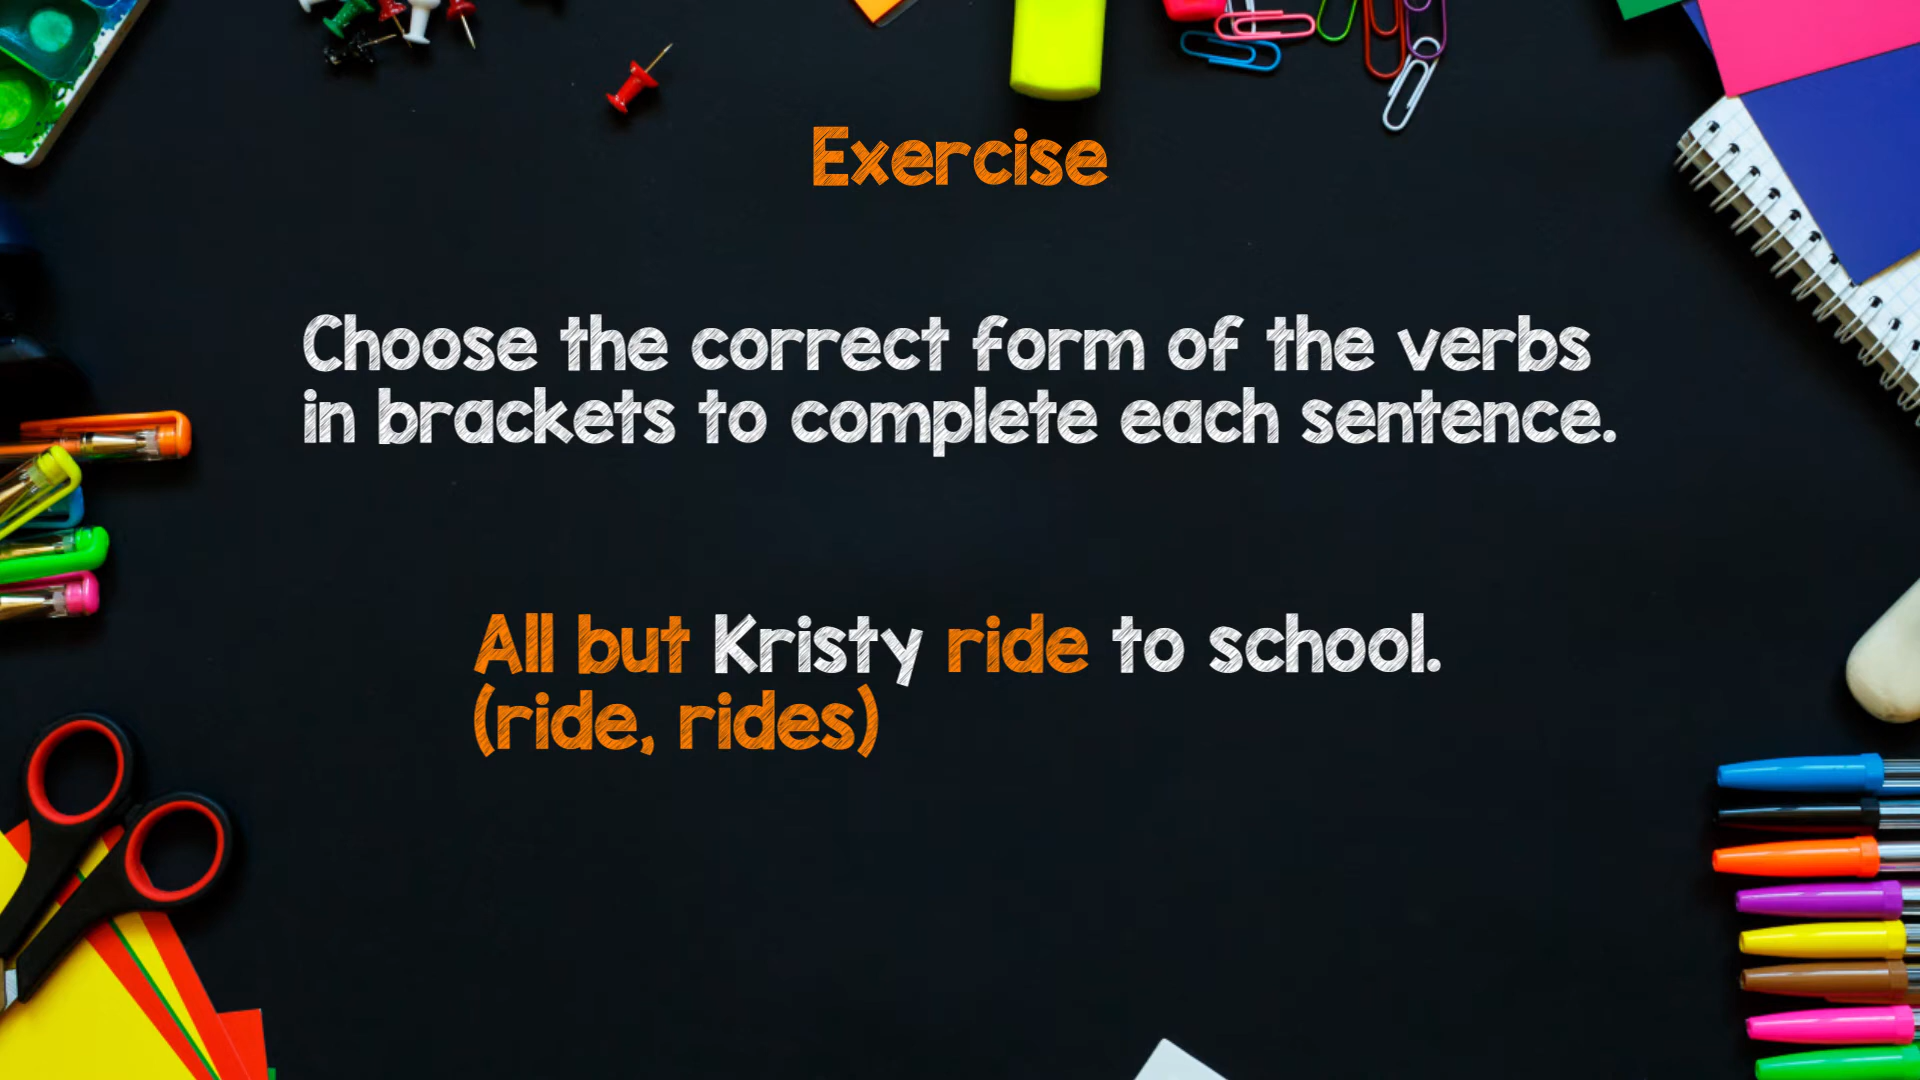 Exercise
Choose the correct form of the verbs
in brackets to complete each sentence.
All but Kristy ride to school.
(ride, rides)